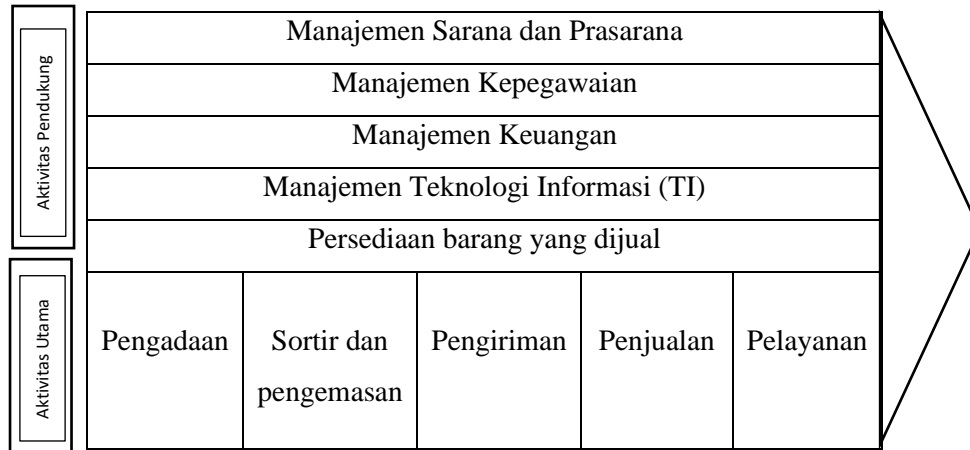 Aktivitas Pendukung
Manajemen Sarana dan Prasarana
Manajemen Kepegawaian
Manajemen Keuangan
Manajemen Teknologi Informasi (TI)
Persediaan barang yang dijual
Aktivitas Utama
Pengadaan
Sortir dan
pengemasan
Pengiriman
Penjualan
Pelayanan